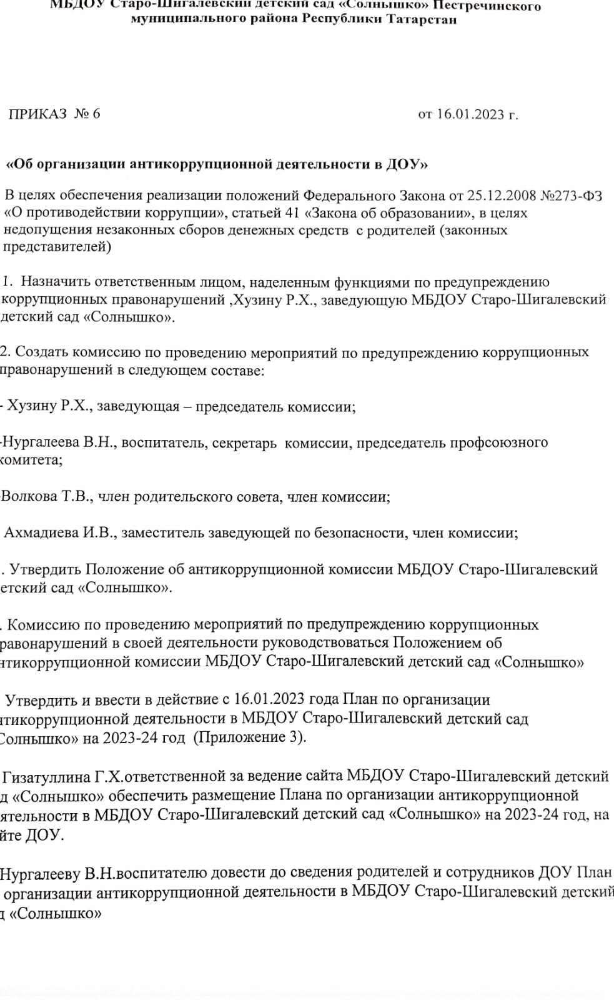 МБДОУ Старо-Шигалевский детский сад «Солнышко» Пестречинского
муниципального района Республики Татарстан
ПРИКАЗ № 6 от 16.01.2023 г.
«Об организации антикоррупционной деятельности в ДОУ»
В целях обеспечения реализации положений Федерального Закона от 25.12.2008 №273-ФЗ
«О противодействии коррупции», статьей 41 «Закона об образовании», в целях
недопущения незаконных сборов денежных средств с родителей (законных
представителей)
1. Назначить ответственным лицом, наделенным функциями по предупреждению
коррупционных правонарушений ,Хузину Р.Х., заведующую МБДОУ Старо-Шигалевский
детский сад «Солнышко».
2. Создать комиссию по проведению мероприятий по предупреждению коррупционных
правонарушений в следующем составе:
- Хузину Р.Х., заведующая – председатель комиссии;
-Нургалеева В.Н., воспитатель, секретарь комиссии, председатель профсоюзного
комитета;
-Волкова Т.В., член родительского совета, член комиссии;
Ахмадиева И.В., заместитель заведующей по безопасности, член комиссии;
. Утвердить Положение об антикоррупционной комиссии МБДОУ Старо-Шигалевский
етский сад «Солнышко».
. Комиссию по проведению мероприятий по предупреждению коррупционных
равонарушений в своей деятельности руководствоваться Положением об
нтикоррупционной комиссии МБДОУ Старо-Шигалевский детский сад «Солнышко»
Утвердить и ввести в действие с 16.01.2023 года План по организации
нтикоррупционной деятельности в МБДОУ Старо-Шигалевский детский сад
Солнышко» на 2023-24 год (Приложение 3).
Гизатуллина Г.Х.ответственной за ведение сайта МБДОУ Старо-Шигалевский детский
д «Солнышко» обеспечить размещение Плана по организации антикоррупционной
ятельности в МБДОУ Старо-Шигалевский детский сад «Солнышко» на 2023-24 год, на
йте ДОУ.
Нургалееву В.Н.воспитателю довести до сведения родителей и сотрудников ДОУ План
организации антикоррупционной деятельности в МБДОУ Старо-Шигалевский детский
д «Солнышко»